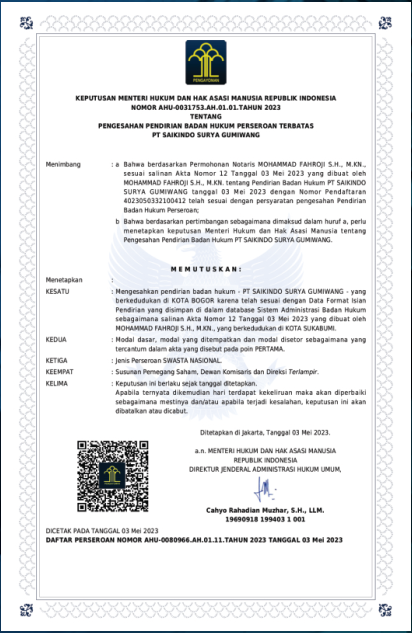 PENGAYOMAN
KEPUTUSAN MENTERI HUKUM DAN HAK ASASI MANUSIA REPUBLIK INDONESIA
NOMOR AHU-0031753.AH.01.01.TAHUN 2023
TENTANG
PENGESAHAN PENDIRIAN BADAN HUKUM PERSEROAN TERBATAS
PT SAIKINDO SURYA GUMIWANG
Menimbang : a Bahwa berdasarkan Permohonan Notaris MOHAMMAD FAHROJI S.H., M.KN.,
sesuai salinan Akta Nomor 12 Tanggal 03 Mei 2023 yang dibuat oleh
MOHAMMAD FAHROJI S.H., M.KN. tentang Pendirian Badan Hukum PT SAIKINDO
SURYA GUMIWANG tanggal 03 Mei 2023 dengan Nomor Pendaftaran
4023050332100412 telah sesuai dengan persyaratan pengesahan Pendirian
Badan Hukum Perseroan;
b Bahwa berdasarkan pertimbangan sebagaimana dimaksud dalam huruf a, perlu
menetapkan keputusan Menteri Hukum dan Hak Asasi Manusia tentang
Pengesahan Pendirian Badan Hukum PT SAIKINDO SURYA GUMIWANG.
M E M U T U S K A N :
Menetapkan :
KESATU : Mengesahkan pendirian badan hukum - PT SAIKINDO SURYA GUMIWANG - yang
berkedudukan di KOTA BOGOR karena telah sesuai dengan Data Format Isian
Pendirian yang disimpan di dalam database Sistem Administrasi Badan Hukum
sebagaimana salinan Akta Nomor 12 Tanggal 03 Mei 2023 yang dibuat oleh
MOHAMMAD FAHROJI S.H., M.KN., yang berkedudukan di KOTA SUKABUMI.
KEDUA : Modal dasar, modal yang ditempatkan dan modal disetor sebagaimana yang
tercantum dalam akta yang disebut pada poin PERTAMA.
KETIGA : Jenis Perseroan SWASTA NASIONAL.
KEEMPAT : Susunan Pemegang Saham, Dewan Komisaris dan Direksi Terlampir.
KELIMA : Keputusan ini berlaku sejak tanggal ditetapkan.
Apabila ternyata dikemudian hari terdapat kekeliruan maka akan diperbaiki
sebagaimana mestinya dan/atau apabila terjadi kesalahan, keputusan ini akan
dibatalkan atau dicabut.
Ditetapkan di Jakarta, Tanggal 03 Mei 2023.
a.n. MENTERI HUKUM DAN HAK ASASI MANUSIA
REPUBLIK INDONESIA
DIREKTUR JENDERAL ADMINISTRASI HUKUM UMUM,
Cahyo Rahadian Muzhar, S.H., LLM.
19690918 199403 1 001
DICETAK PADA TANGGAL 03 Mei 2023
DAFTAR PERSEROAN NOMOR AHU-0080966.AH.01.11.TAHUN 2023 TANGGAL 03 Mei 2023